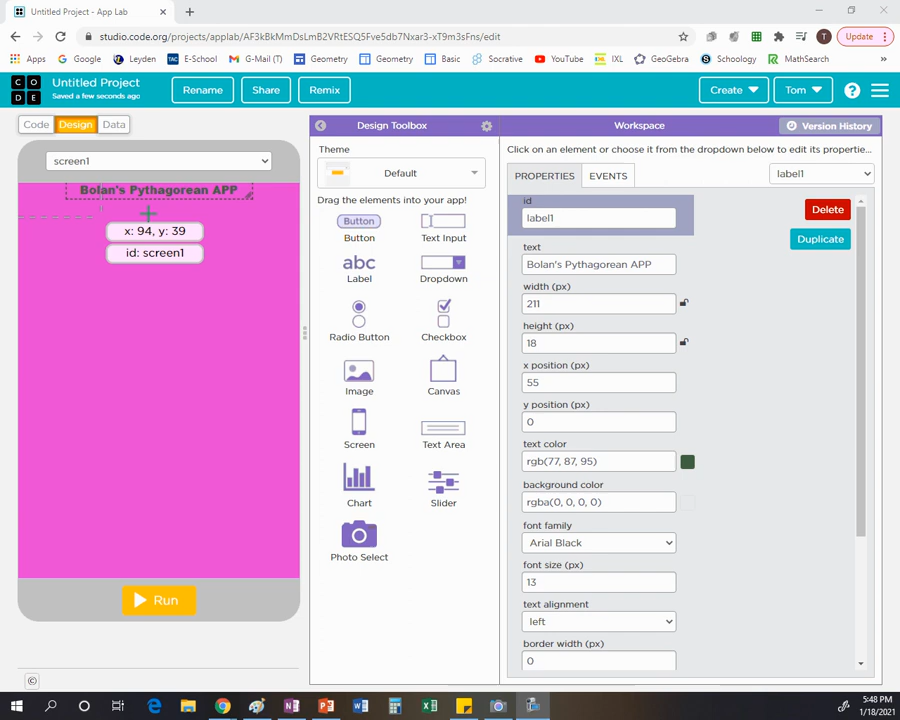 Untitled Project - App Lab
studio.code.org/projects/applab/AF3kBkMmDsLmB2VRtESQ5Fve5db7Nxar3-xT9m3sFns/edit
T
Update
Apps
Google
Leyden
TAC
E-School
G-Mail (T)
Geometry
Geometry
Basic
Socrative
YouTube
IXL
GeoGebra
Schoology
MathSearch
»
C O
D E
Untitled Project
Saved a few seconds ago
Rename
Share
Remix
Create
Tom
?
Code
Design
Data
Design Toolbox
Workspace
Version History
screen1
Bolan's Pythagorean APP
x: 94, y: 39
id: screen1
Run
©
Theme
Default
Drag the elements into your app!
Button
Button
Text Input
abc
Label
Dropdown
Radio Button
Checkbox
Image
Canvas
Screen
Text Area
Chart
Slider
Photo Select
Click on an element or choose it from the dropdown below to edit its propertie...
PROPERTIES
EVENTS
label1
id
label1
Delete
Duplicate
text
Bolan's Pythagorean APP
width (px)
211
height (px)
18
x position (px)
55
y position (px)
0
text color
rgb(77, 87, 95)
background color
rgba(0, 0, 0, 0)
font family
Arial Black
font size (px)
13
text alignment
left
border width (px)
0
5:48 PM
1/18/2021